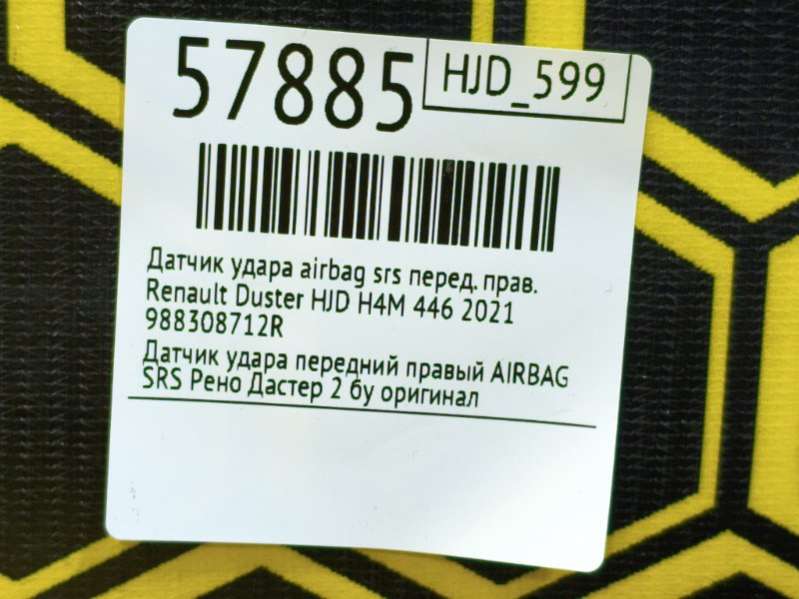 57885
HJD_599
Датчик удара airbag srs перед. прав.
Renault Duster HJD H4M 446 2021
988308712R
Датчик удара передний правый AIRBAG
SRS Рено Дастер 2 бу оригинал